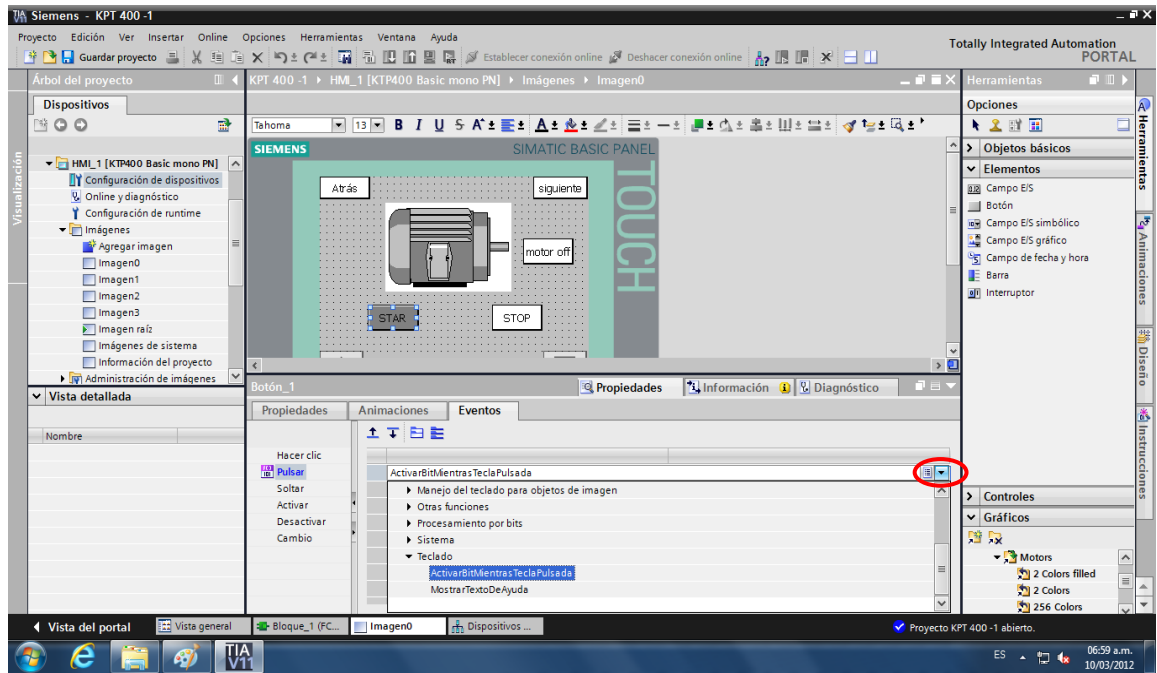 Siemens - KPT 400 -1
Proyecto Edición Ver Insertar Online Opciones Herramientas Ventana Ayuda
Guardar proyecto
Establecer conexión online
Deshacer conexión online
Totally Integrated Automation
PORTAL
Árbol del proyecto
KPT 400 -1 ▸ HMI_1 [KTP400 Basic mono PN] ▸ Imágenes ▸ Imagen0
Herramientas
Dispositivos
Opciones
Tahoma
13
B I U S
Visualización
HMI_1 [KTP400 Basic mono PN]
Configuración de dispositivos
Online y diagnóstico
Configuración de runtime
Imágenes
Agregar imagen
Imagen0
Imagen1
Imagen2
Imagen3
Imagen raíz
Imágenes de sistema
Información del proyecto
Administración de imágenes
Vista detallada
Nombre
SIEMENS
SIMATIC BASIC PANEL
TOUCH
Atrás
siguiente
motor off
STAR
STOP
Objetos básicos
Elementos
Campo E/S
Botón
Campo E/S simbólico
Campo E/S gráfico
Campo de fecha y hora
Barra
Interruptor
Controles
Gráficos
Motors
2 Colors filled
2 Colors
256 Colors
Herramientas
Animaciones
Diseño
Instrucciones
Botón_1
Propiedades
Información
Diagnóstico
Propiedades
Animaciones
Eventos
Hacer clic
Pulsar
Soltar
Activar
Desactivar
Cambio
ActivarBitMientrasTeclaPulsada
Manejo del teclado para objetos de imagen
Otras funciones
Procesamiento por bits
Sistema
Teclado
ActivarBitMientrasTeclaPulsada
MostrarTextoDeAyuda
Vista del portal
Vista general
Bloque_1 (FC...
Imagen0
Dispositivos ...
Proyecto KPT 400 -1 abierto.
TIA
V11
ES
06:59 a.m.
10/03/2012